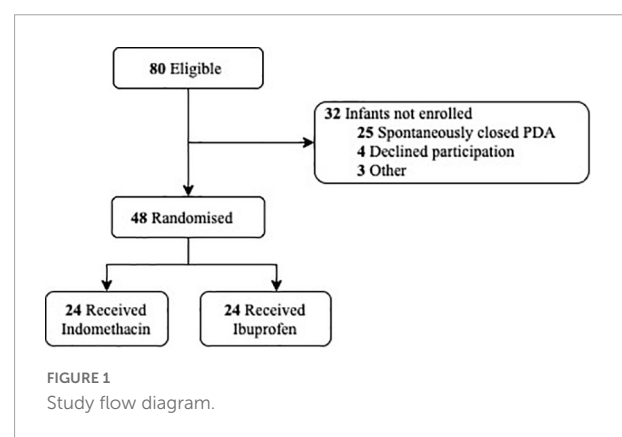 80 Eligible
32 Infants not enrolled
25 Spontaneously closed PDA
4 Declined participation
3 Other
48 Randomised
24 Received
Indomethacin
24 Received
Ibuprofen
FIGURE 1
Study flow diagram.